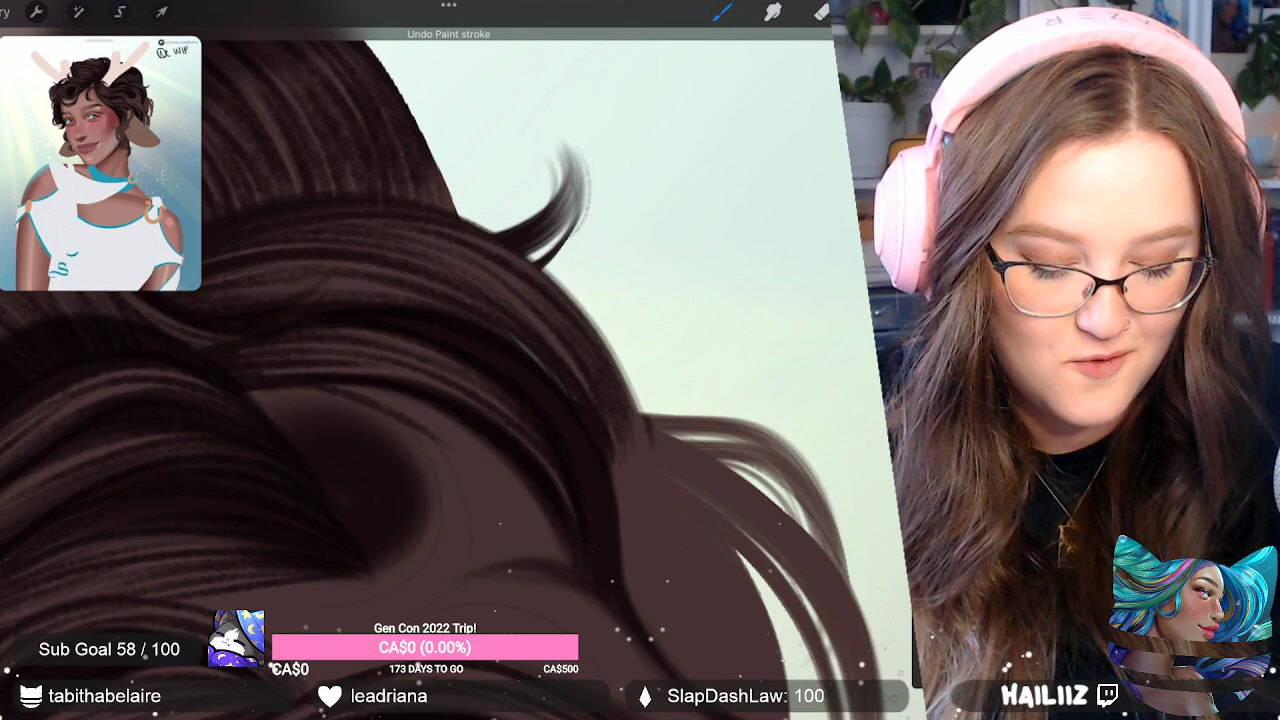 ry
Undo Paint stroke
WIP
Gen Con 2022 Trip!
CA$0 (0.00%)
CA$0
173 DAYS TO GO
CA$500
Sub Goal 58 / 100
tabithabelaire
leadriana
SlapDashLaw: 100
HAILIIZ